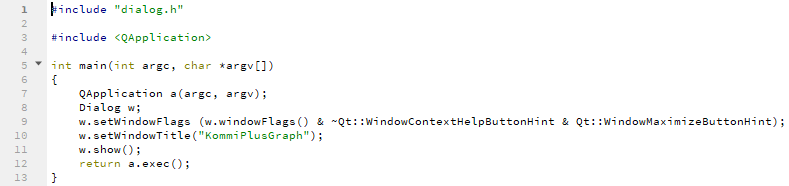 1 #include "dialog.h"
2
3 #include <QApplication>
4
5 int main(int argc, char *argv[])
6 {
7     QApplication a(argc, argv);
8     Dialog w;
9     w.setWindowFlags (w.windowFlags() & ~Qt::WindowContextHelpButtonHint & Qt::WindowMaximizeButtonHint);
10     w.setWindowTitle("KommiPlusGraph");
11     w.show();
12     return a.exec();
13 }